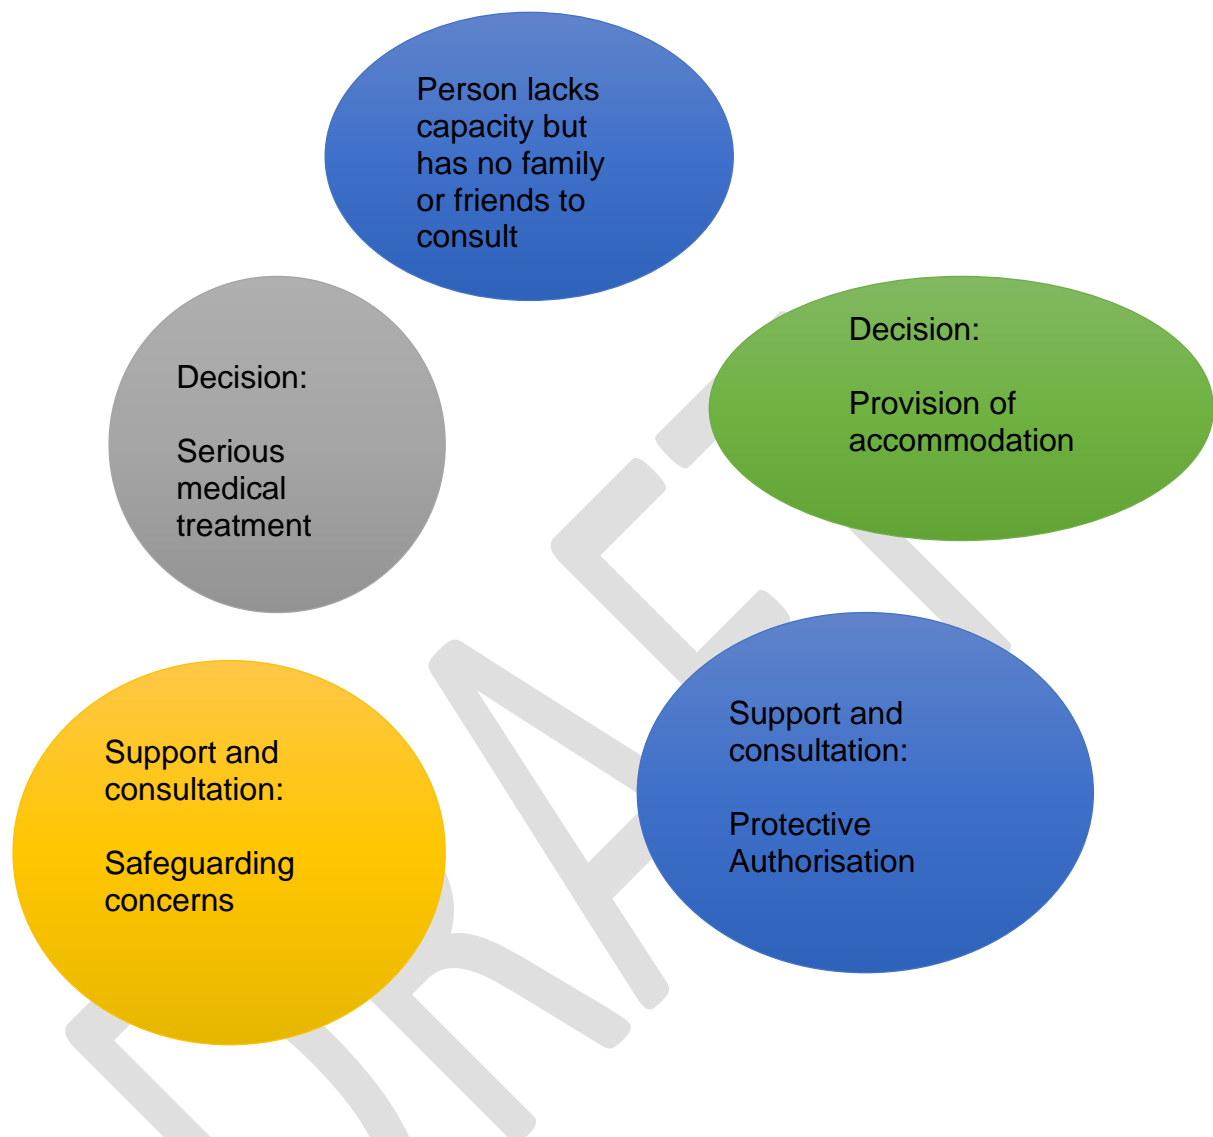 Person lacks
capacity but
has no family
or friends to
consult
Decision:
Provision of
accommodation
Decision:
Serious
medical
treatment
Support and
consultation:
Protective
Authorisation
Support and
consultation:
Safeguarding
concerns
DRAFT